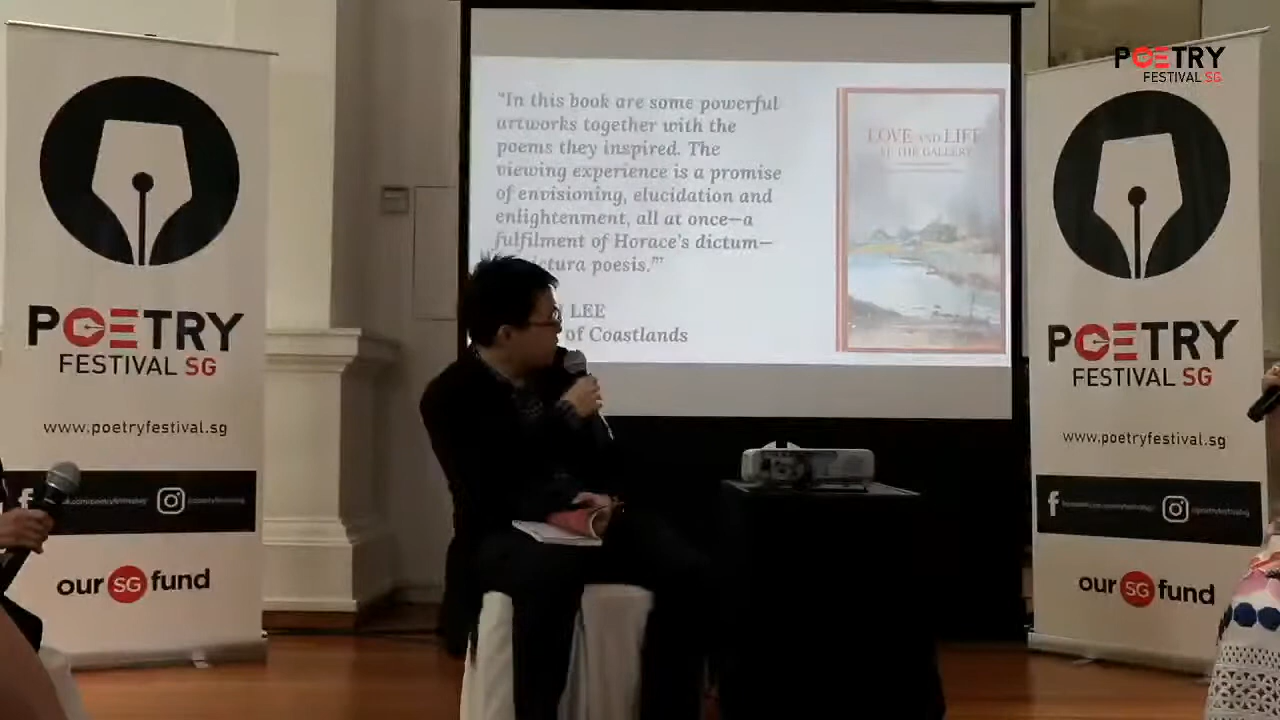 POETRY
FESTIVAL SG
www.poetryfestival.sg
our SG fund
"In this book are some powerful
artworks together with the
poems they inspired. The
viewing experience is a promise
of envisioning, elucidation and
enlightenment, all at once—a
fulfilment of Horace's dictum—
poesis.'"
LEE
of Coastlands
LOVE AND LIFE
AT THE GALLERY
POETRY
FESTIVAL SG
POETRY
FESTIVAL SG
www.poetryfestival.sg
our SG fund